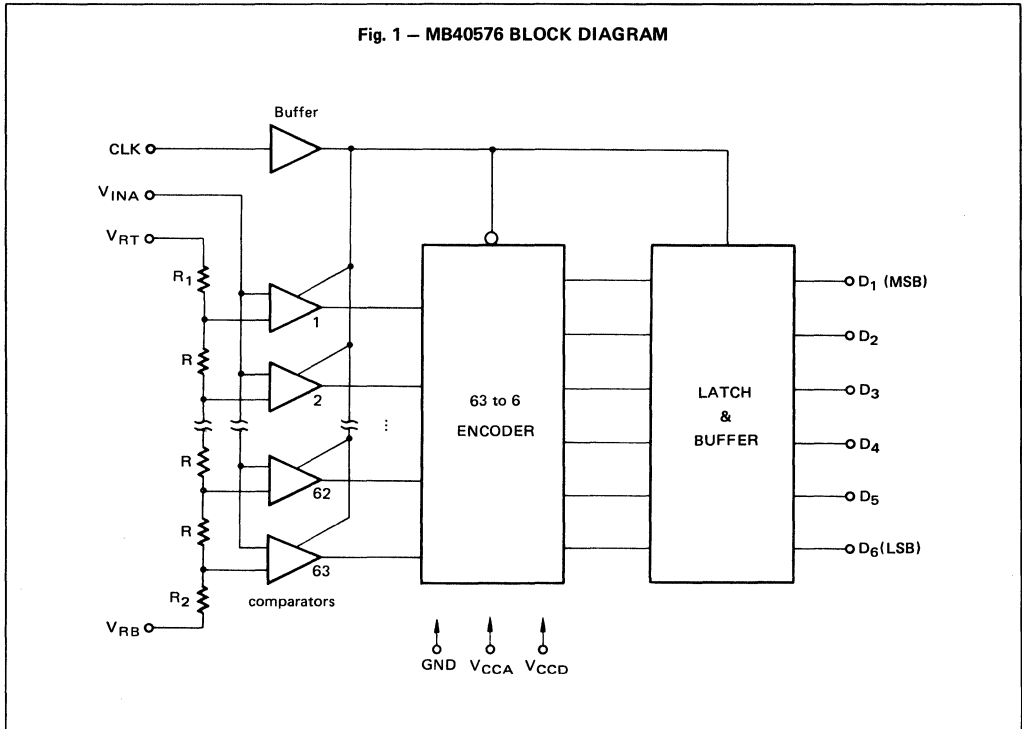 Fig. 1 — MB40576 BLOCK DIAGRAM
Buffer
CLK
VINA
VRT
R1
1
D1 (MSB)
R
2
D2
63 to 6
ENCODER
LATCH
&
BUFFER
D3
...
R
62
D4
R
63
D5
R2
comparators
D6(LSB)
VRB
GND VCCA VCCD